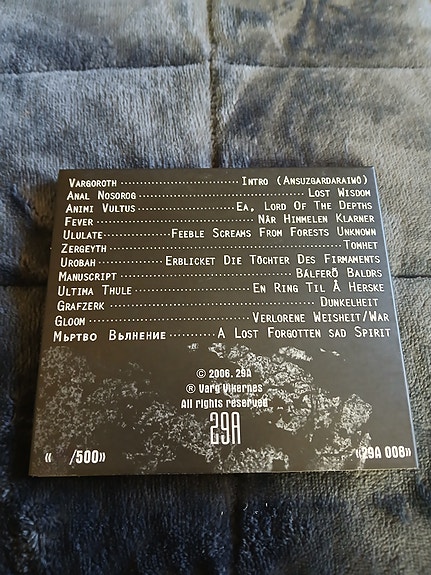 Vargoroth ............ Intro (Ansuzgardaraiwô)
Anal Nosorog ............ Lost Wisdom
Animi Vultus ............ Ea, Lord Of The Depths
Fever ............ Når Himmelen Klarner
Ululate ............ Feeble Screams From Forests Unknown
Zergeyth ............ Tomhet
Urobah ............ Erblicket Die Töchter Des Firmaments
Manuscript ............ Bálferð Baldrs
Ultima Thule ............ En Ring Til Å Herske
Grafzerk ............ Dunkelheit
Gloom ............ Verlorene Weisheit/War
Мъртво Вълнение ............ A Lost Forgotten sad Spirit
© 2006. 29A
® Varg Vikernes
All rights reserved
29A
« /500»
«29A 008»